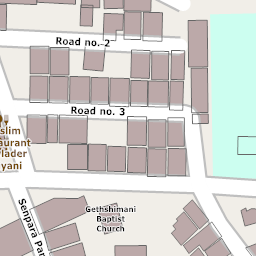 Road no. 2
Road no. 3
slim
aurant
lader
yani
Senpara Par
Gethshimani
Baptist
Church